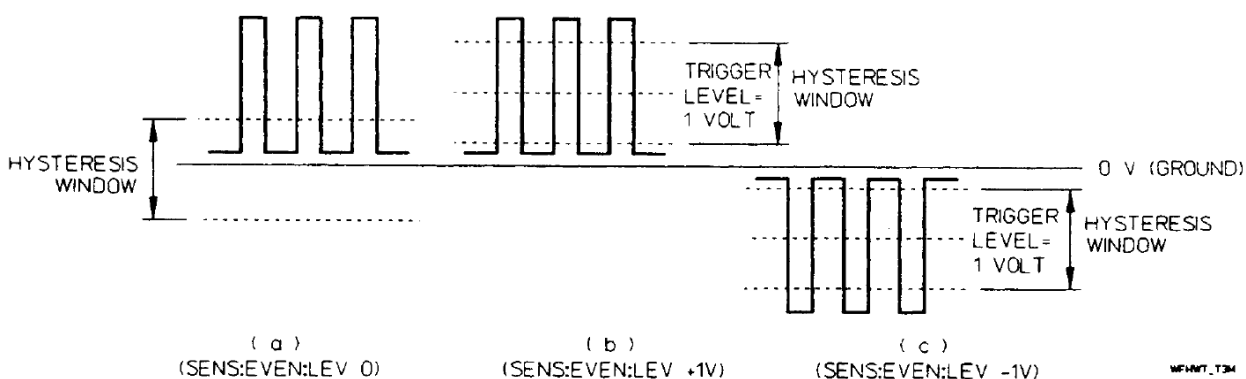 HYSTERESIS
WINDOW
TRIGGER
LEVEL=
1 VOLT
HYSTERESIS
WINDOW
0 V (GROUND)
TRIGGER
LEVEL=
1 VOLT
HYSTERESIS
WINDOW
( a )
(SENS:EVEN:LEV 0)
( b )
(SENS:EVEN:LEV +1V)
( c )
(SENS:EVEN:LEV -1V)